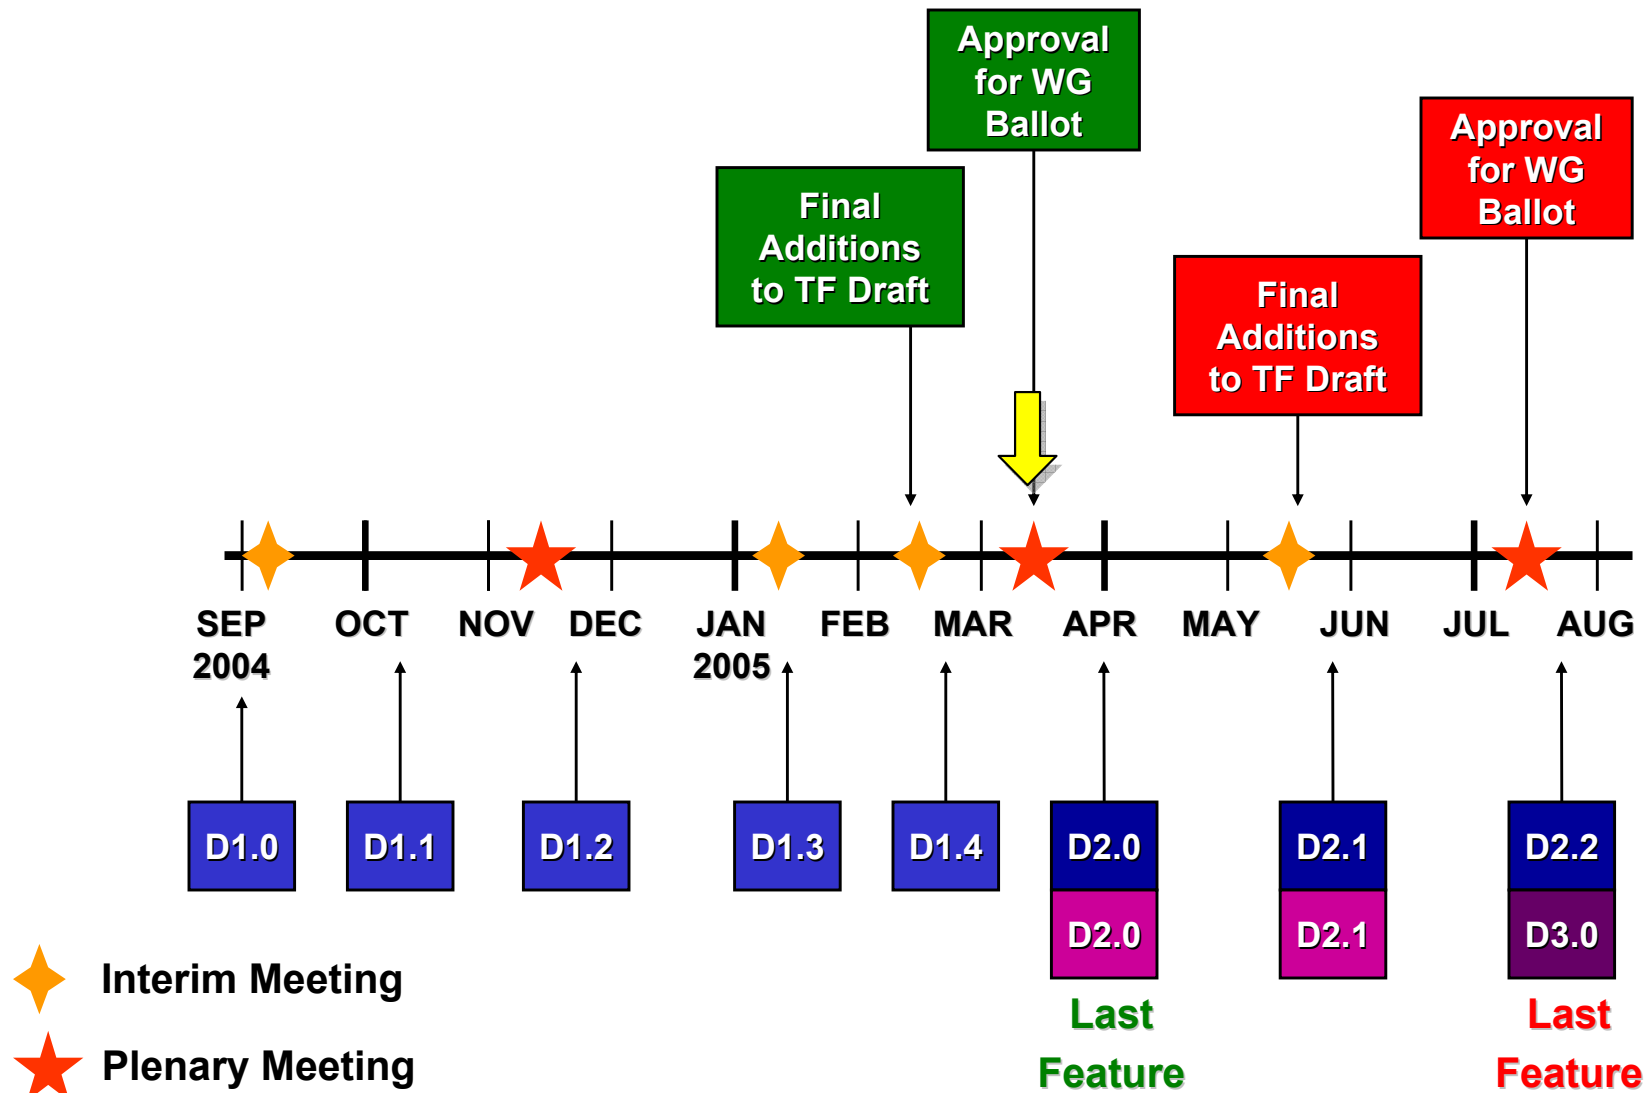 Approval
for WG
Ballot
Approval
for WG
Ballot
Final
Additions
to TF Draft
Final
Additions
to TF Draft
SEP OCT NOV DEC JAN FEB MAR APR MAY JUN JUL AUG
2004 2005
D1.0 D1.1 D1.2 D1.3 D1.4 D2.0 D2.1 D2.2
D2.0 D2.1 D3.0
Interim Meeting
Last Last
Plenary Meeting
Feature Feature